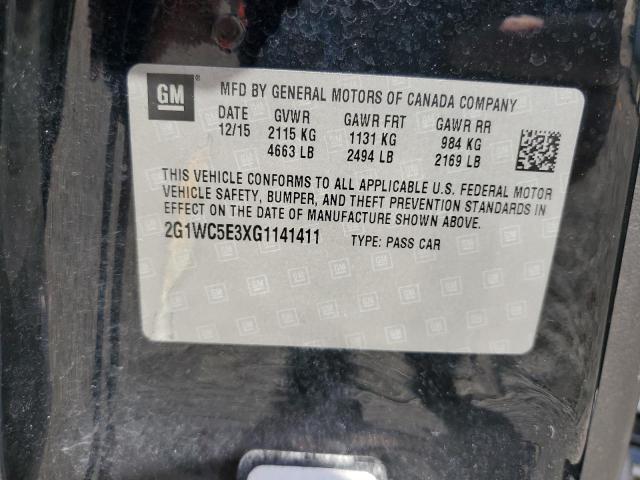 GM®
MFD BY GENERAL MOTORS OF CANADA COMPANY
DATE GVWR GAWR FRT GAWR RR
12/15 2115 KG 1131 KG 984 KG
4663 LB 2494 LB 2169 LB
THIS VEHICLE CONFORMS TO ALL APPLICABLE U.S. FEDERAL MOTOR
VEHICLE SAFETY, BUMPER, AND THEFT PREVENTION STANDARDS IN
EFFECT ON THE DATE OF MANUFACTURE SHOWN ABOVE.
2G1WC5E3XG1141411 TYPE: PASS CAR